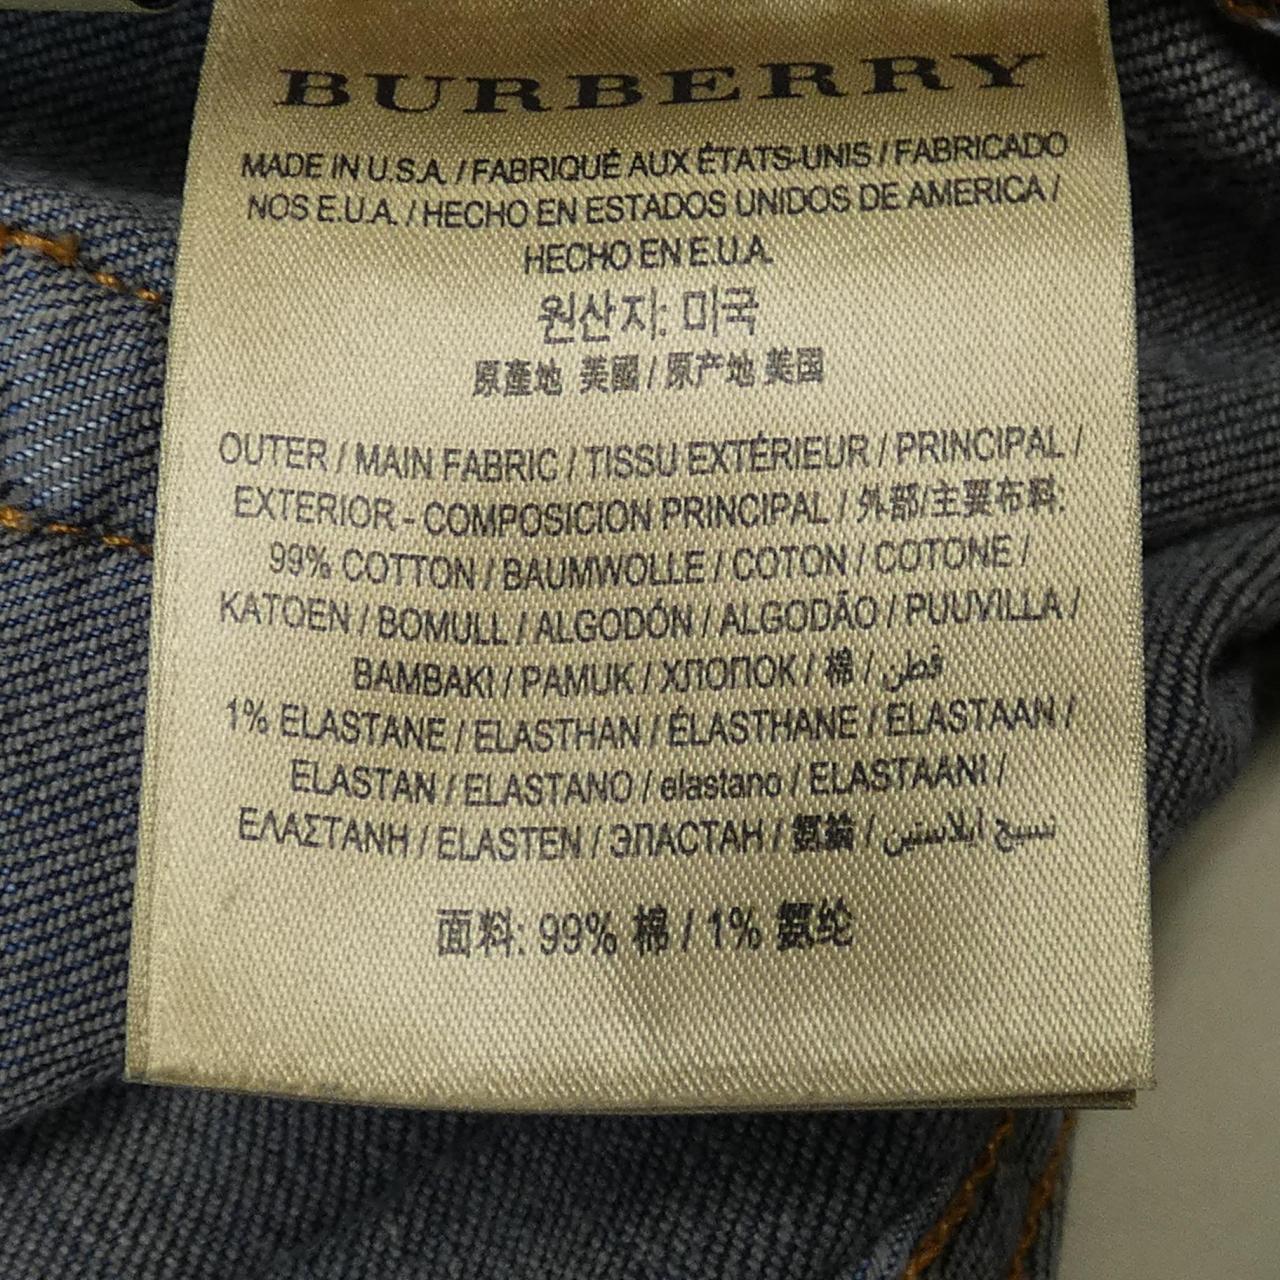 BURBERRY
MADE IN U.S.A. / FABRIQUÉ AUX ÉTATS-UNIS / FABRICADO
NOS E.U.A. / HECHO EN ESTADOS UNIDOS DE AMERICA /
HECHO EN E.U.A.
원산지: 미국
原產地 美國 / 原产地 美国
OUTER / MAIN FABRIC / TISSU EXTÉRIEUR / PRINCIPAL /
EXTERIOR - COMPOSICION PRINCIPAL / 外部/主要布料:
99% COTTON / BAUMWOLLE / COTON / COTONE /
KATOEN / BOMULL / ALGODÓN / ALGODÃO / PUUVILLA /
BAMBAKI / PAMUK / ХЛОПОК / 棉 / قطن
1% ELASTANE / ELASTHAN / ÉLASTHANE / ELASTAAN /
ELASTAN / ELASTANO / elastano / ELASTAANI /
ΕΛΑΣΤΑΝΗ / ELASTEN / ЭЛАСТАН / 氨綸 / نسيج ايلاستين
面料: 99% 棉 / 1% 氨纶